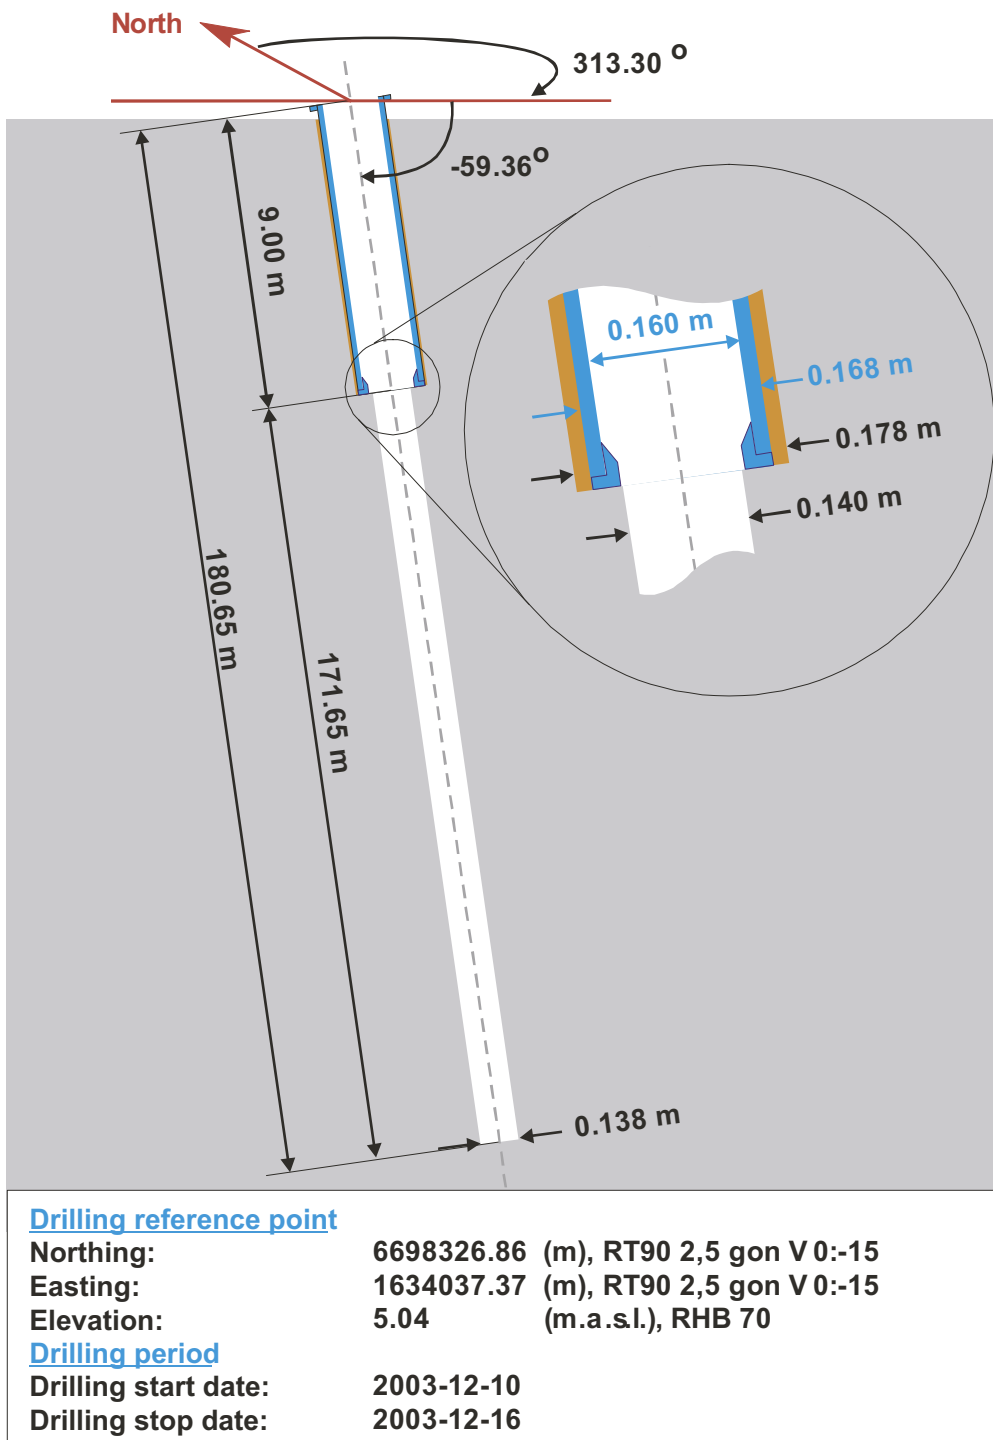 North
313.30 o
-59.36o
9.00 m
0.160 m
0.168 m
0.178 m
0.140 m
180.65 m
171.65 m
0.138 m
Drilling reference point
Northing: 6698326.86 (m), RT90 2,5 gon V 0:-15
Easting: 1634037.37 (m), RT90 2,5 gon V 0:-15
Elevation: 5.04 (m.a.s.l.), RHB 70
Drilling period
Drilling start date: 2003-12-10
Drilling stop date: 2003-12-16